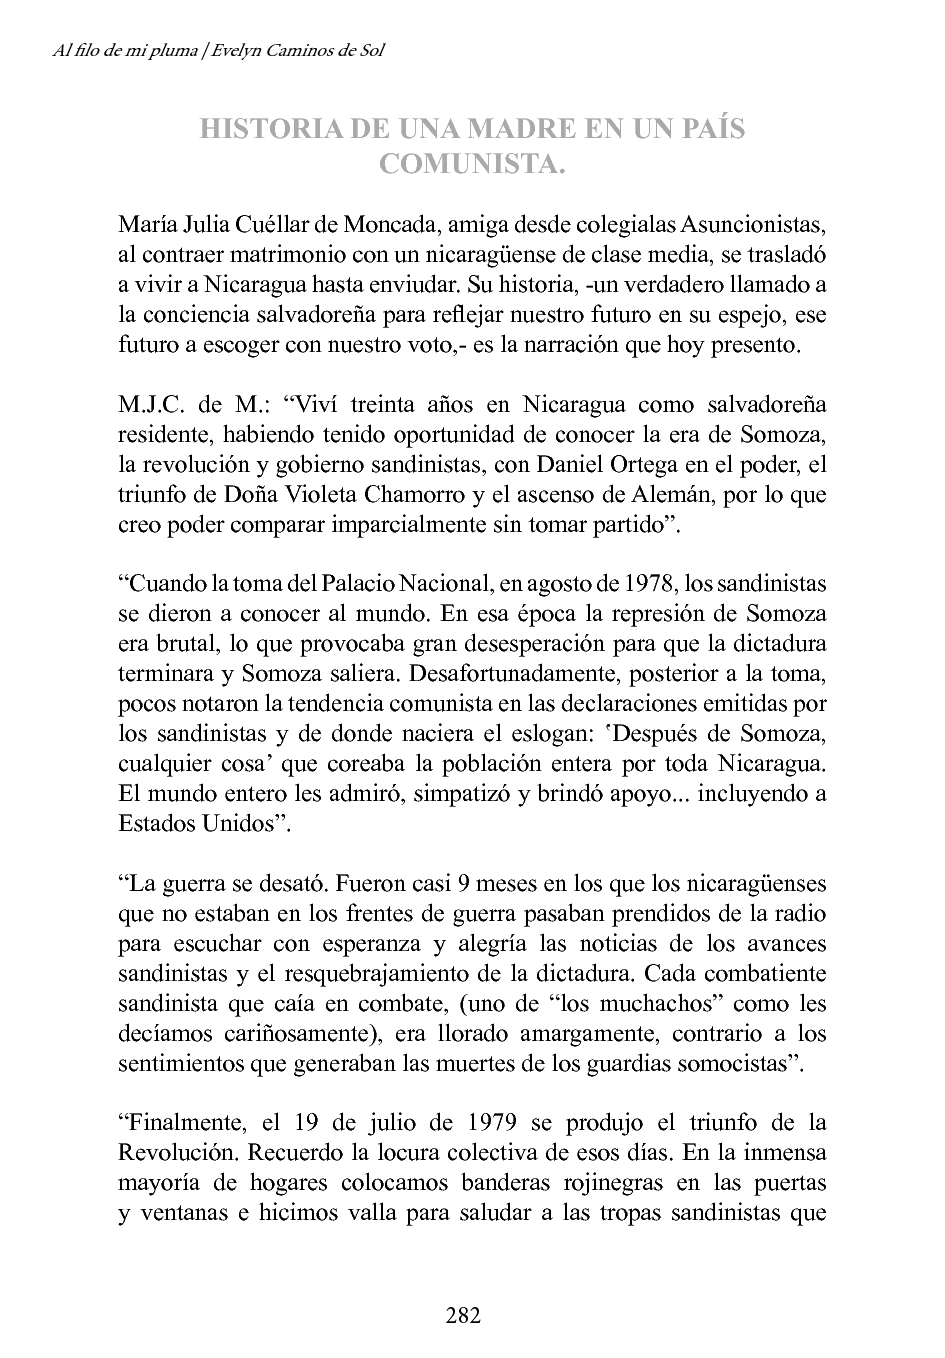 Al filo de mi pluma | Evelyn Caminos de Sol
HISTORIA DE UNA MADRE EN UN PAÍS
COMUNISTA.
María Julia Cuéllar de Moncada, amiga desde colegialas Asuncionistas,
al contraer matrimonio con un nicaragüense de clase media, se trasladó
a vivir a Nicaragua hasta enviudar. Su historia, -un verdadero llamado a
la conciencia salvadoreña para reflejar nuestro futuro en su espejo, ese
futuro a escoger con nuestro voto,- es la narración que hoy presento.
M.J.C. de M.: “Viví treinta años en Nicaragua como salvadoreña
residente, habiendo tenido oportunidad de conocer la era de Somoza,
la revolución y gobierno sandinistas, con Daniel Ortega en el poder, el
triunfo de Doña Violeta Chamorro y el ascenso de Alemán, por lo que
creo poder comparar imparcialmente sin tomar partido”.
“Cuando la toma del Palacio Nacional, en agosto de 1978, los sandinistas
se dieron a conocer al mundo. En esa época la represión de Somoza
era brutal, lo que provocaba gran desesperación para que la dictadura
terminara y Somoza saliera. Desafortunadamente, posterior a la toma,
pocos notaron la tendencia comunista en las declaraciones emitidas por
los sandinistas y de donde naciera el eslogan: ‛Después de Somoza,
cualquier cosa’ que coreaba la población entera por toda Nicaragua.
El mundo entero les admiró, simpatizó y brindó apoyo... incluyendo a
Estados Unidos”.
“La guerra se desató. Fueron casi 9 meses en los que los nicaragüenses
que no estaban en los frentes de guerra pasaban prendidos de la radio
para escuchar con esperanza y alegría las noticias de los avances
sandinistas y el resquebrajamiento de la dictadura. Cada combatiente
sandinista que caía en combate, (uno de “los muchachos” como les
decíamos cariñosamente), era llorado amargamente, contrario a los
sentimientos que generaban las muertes de los guardias somocistas”.
“Finalmente, el 19 de julio de 1979 se produjo el triunfo de la
Revolución. Recuerdo la locura colectiva de esos días. En la inmensa
mayoría de hogares colocamos banderas rojinegras en las puertas
y ventanas e hicimos valla para saludar a las tropas sandinistas que
282